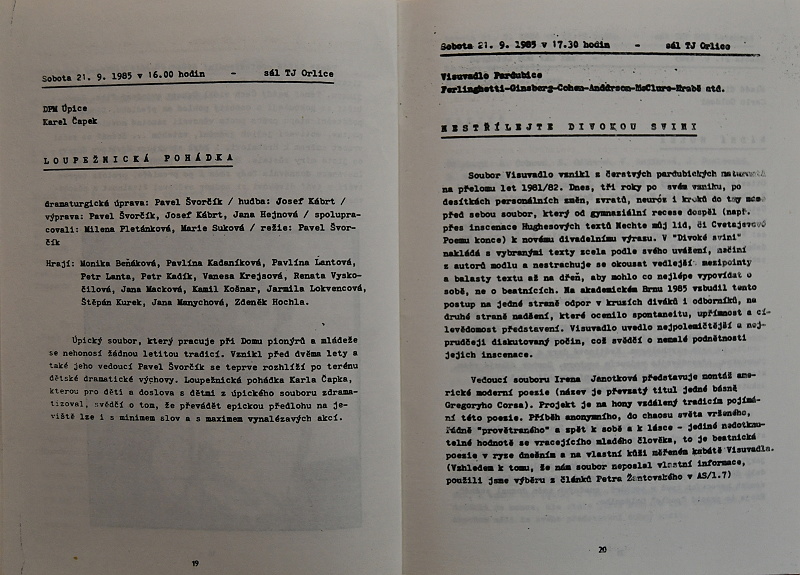 Sobota 21. 9. 1985 v 16.00 hodin - sál TJ Orlice
DPM Úpice
Karel Čapek
LOUPEŽNICKÁ POHÁDKA
dramaturgická úprava: Pavel Švorčík / hudba: Josef Kábrt /
výprava: Pavel Švorčík, Josef Kábrt, Jana Hejnová / spolupra-
covali: Milena Pletánková, Marie Suková / režie: Pavel Švor-
čík
Hrají: Monika Beňáková, Pavlína Kadaníková, Pavlína Lantová,
Petr Lanta, Petr Kadík, Vanesa Krejsová, Renata Vysko-
čilová, Jana Macková, Kamil Košnar, Jarmila Lokvencová,
Štěpán Kurek, Jana Manychová, Zdeněk Hochla.
Úpický soubor, který pracuje při Domu pionýrů a mládeže
se nehonosí žádnou letitou tradicí. Vznikl před dvěma lety a
také jeho vedoucí Pavel Švorčík se teprve rozhlíží po terénu
dětské dramatické výchovy. Loupežnická pohádka Karla Čapka,
kterou pro děti a doslova s dětmi z úpického souboru zdrama-
tizoval, svědčí o tom, že převádět epickou předlohu na je-
viště lze i s minimem slov a s maximem vynalézavých akcí.
19
Sobota 21. 9. 1985 v 17.30 hodin - sál TJ Orlice
Visuvadlo Pardubice
Ferlinghetti-Ginsberg-Cohen-Andërson-McClure-Hrabě atd.
NESTŘÍLEJTE DIVOKOU SVINI
Soubor Visuvadlo vznikl z čerstvých pardubických
na přelomu let 1981/82. Dnes, tři roky po svém vzniku, po
desítkách personálních změn, zvratů, neuróz i kroků do tmy
před sebou soubor, který od gymnasiální recese dospěl (např.
přes inscenace Hughesových textů Nechte můj lid, či Cvetajevové
Poemu konce) k novému divadelnímu výrazu. V "Divoké svini"
nakládá s vybranými texty zcela podle svého uvážení, nečiní
z autorů modlu a nestrachuje se okousat vedlejší mezipointy
a balasty textu až na dřeň, aby mohlo co nejlépe vypovídat o
sobě, ne o beatnících. Na akademickém Brnu 1985 vzbudil tento
postup na jedné straně odpor v kruzích diváků i odborníků, na
druhé straně nadšení, které ocenilo spontaneitu, upřímnost a cí-
levědomost představení. Visuvadlo uvedlo nejpolemičtější a nej-
prudčeji diskutovaný počin, což svědčí o nemalé podnětnosti
jejich inscenace.
Vedoucí souboru Irena Janotková představuje montáž ame-
rické moderní poesie (název je převzatý titul jedné básně
Gregoryho Corsa). Projekt je na hony vzdálený tradicím pojímá-
ní této poesie. Příběh anonymního, do chaosu světa vrženého,
řádně "provětraného" a zpět k sobě a k lásce - jediné nedotknu-
telné hodnotě se vracejícího mladého člověka, to je beatnická
poesie v ryze dnešním a na vlastní kůži měřeném kabátě Visuvadla.
(Vzhledem k tomu, že nám soubor neposlal vlastní informace,
použili jsme výběru z článků Petra Žantovského v AS/1.7)
20